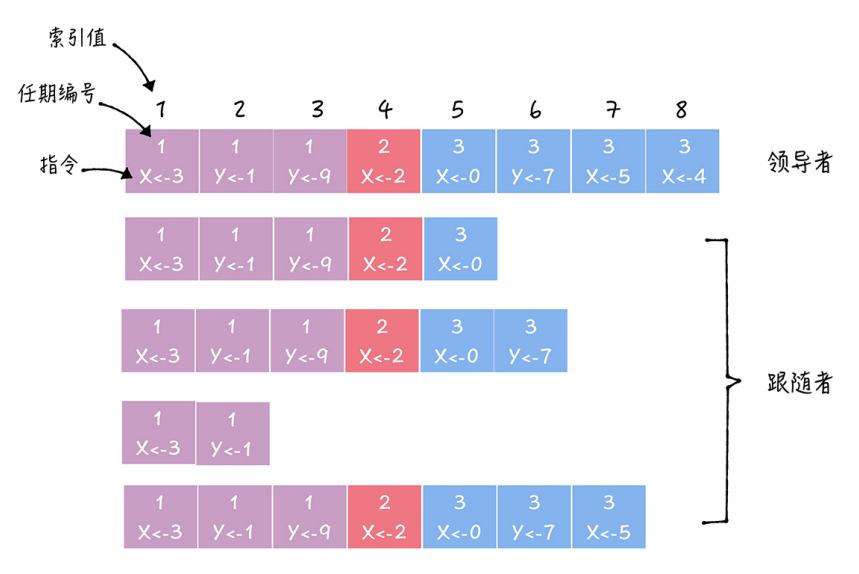 索引值
任期编号
1 2 3 4 5 6 7 8
指令
1 1 1 2 3 3 3 3
X<-3 Y<-1 Y<-9 X<-2 X<-0 Y<-7 X<-5 X<-4
领导者
1 1 1 2 3
X<-3 Y<-1 Y<-9 X<-2 X<-0
1 1 1 2 3 3
X<-3 Y<-1 Y<-9 X<-2 X<-0 Y<-7
跟随者
1 1
X<-3 Y<-1
1 1 1 2 3 3 3
X<-3 Y<-1 Y<-9 X<-2 X<-0 Y<-7 X<-5